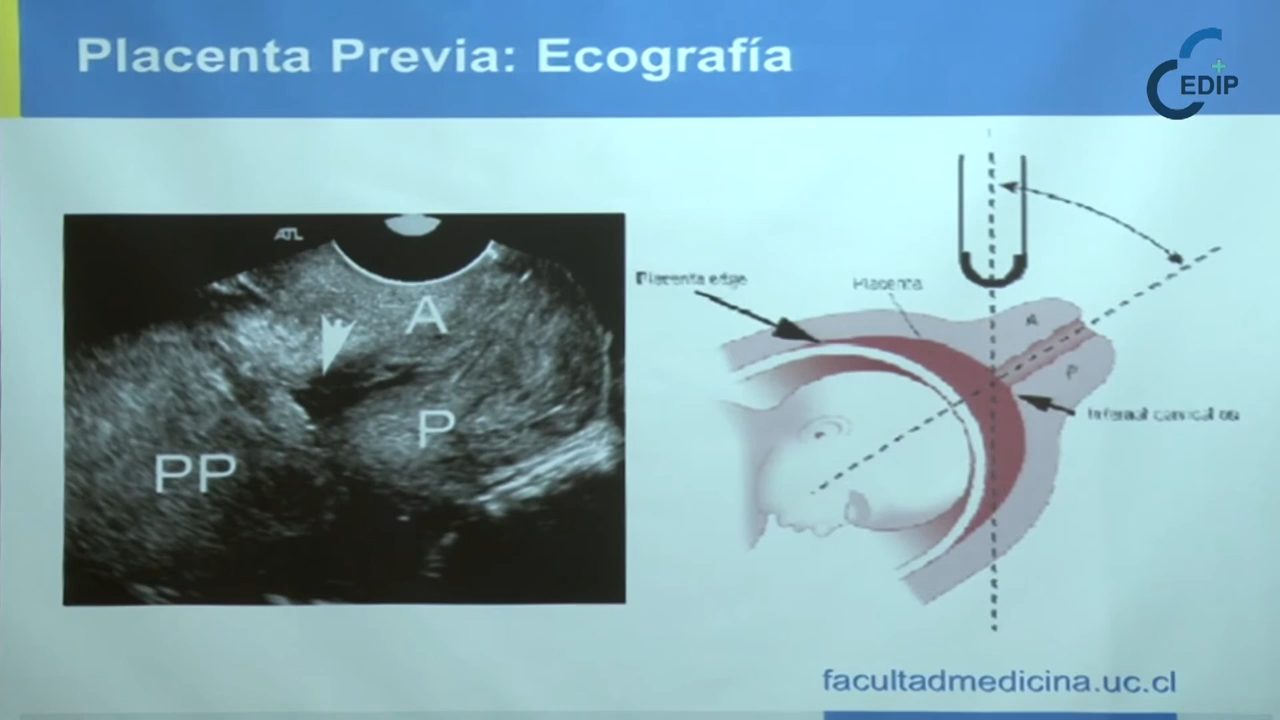 Placenta Previa: Ecografía
EDIP
ATL
A
P
PP
Placenta edge
Placenta
A
P
Internal cervical os
facultadmedicina.uc.cl